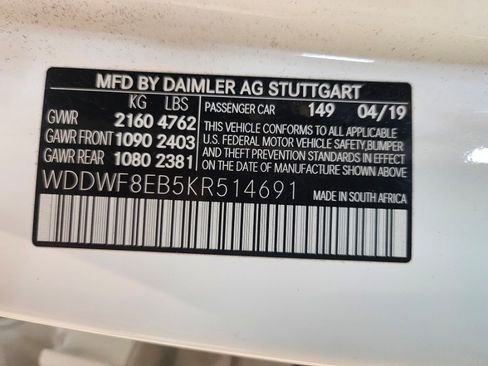 MFD BY DAIMLER AG STUTTGART
KG LBS PASSENGER CAR 149 04/19
GVWR 2160 4762
GAWR FRONT 1090 2403
GAWR REAR 1080 2381
THIS VEHICLE CONFORMS TO ALL APPLICABLE
U.S. FEDERAL MOTOR VEHICLE SAFETY, BUMPER
AND THEFT PREVENTION STANDARDS IN EFFECT
ON THE DATE OF MANUFACTURE SHOWN ABOVE.
WDDWF8EB5KR514691
MADE IN SOUTH AFRICA